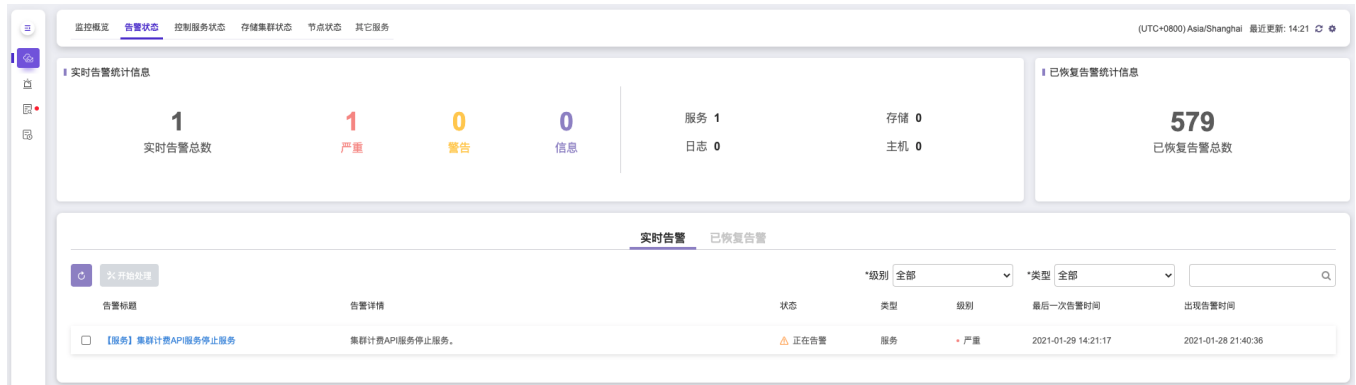 监控概览 告警状态 控制服务状态 存储集群状态 节点状态 其它服务 (UTC+0800) Asia/Shanghai 最近更新: 14:21
实时告警统计信息
1 1 0 0
实时告警总数 严重 警告 信息
服务 1 存储 0
日志 0 主机 0
已恢复告警统计信息
579
已恢复告警总数
实时告警 已恢复告警
开始处理 *级别 全部 *类型 全部
告警标题 告警详情 状态 类型 级别 最后一次告警时间 出现告警时间
【服务】集群计费API服务停止服务 集群计费API服务停止服务。 正在告警 服务 严重 2021-01-29 14:21:17 2021-01-28 21:40:36